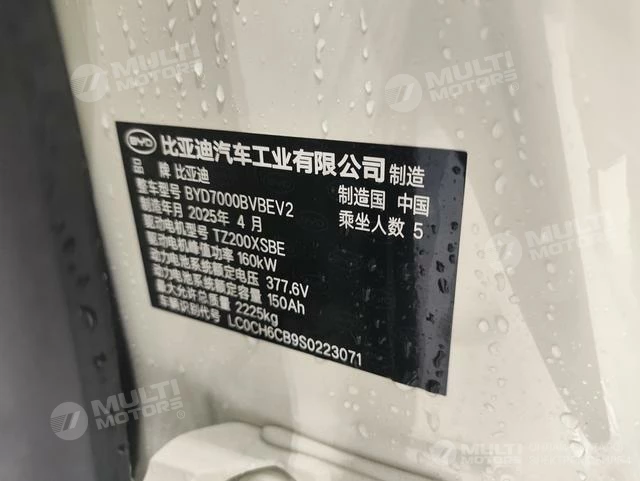 BYD 比亚迪汽车工业有限公司 制造
品 牌 比亚迪 制造国 中国
整车型号 BYD7000BVBEV2 乘坐人数 5
制造年月 2025年 4月
驱动电机型号 TZ200XSBE
驱动电机峰值功率 160kW
动力电池系统额定电压 377.6V
动力电池系统额定容量 150Ah
最大允许总质量 2225kg
车辆识别代号 LC0CH6CB9S0223071
MULTI MOTORS
MULTI MOTORS
MULTI MOTORS®
MULTI MOTORS